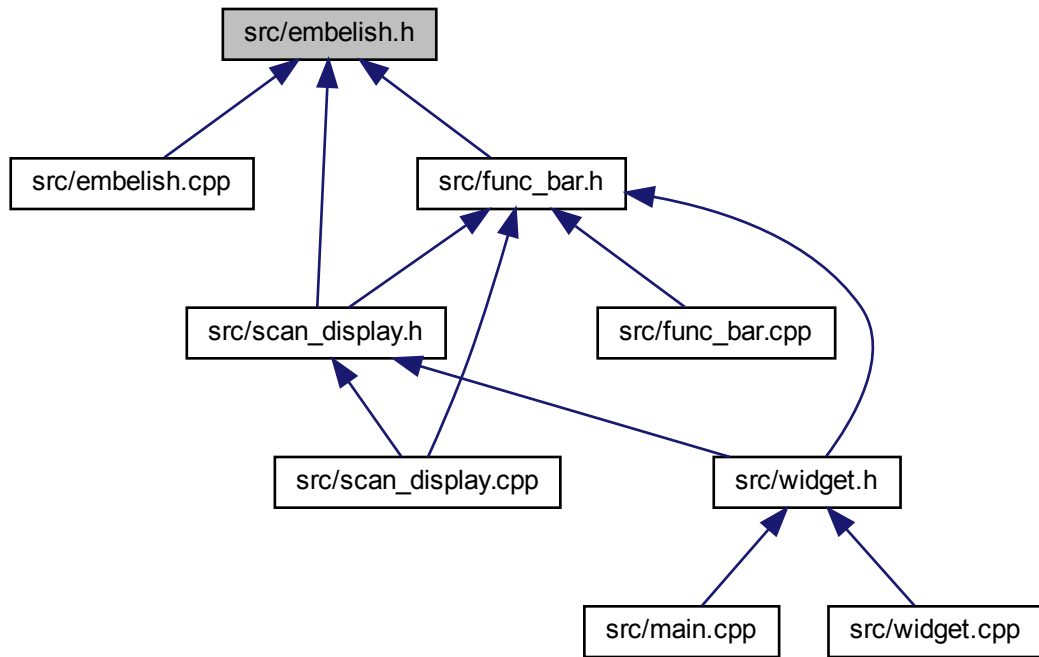 src/embelish.h
src/embelish.cpp
src/func_bar.h
src/scan_display.h
src/func_bar.cpp
src/scan_display.cpp
src/widget.h
src/main.cpp
src/widget.cpp